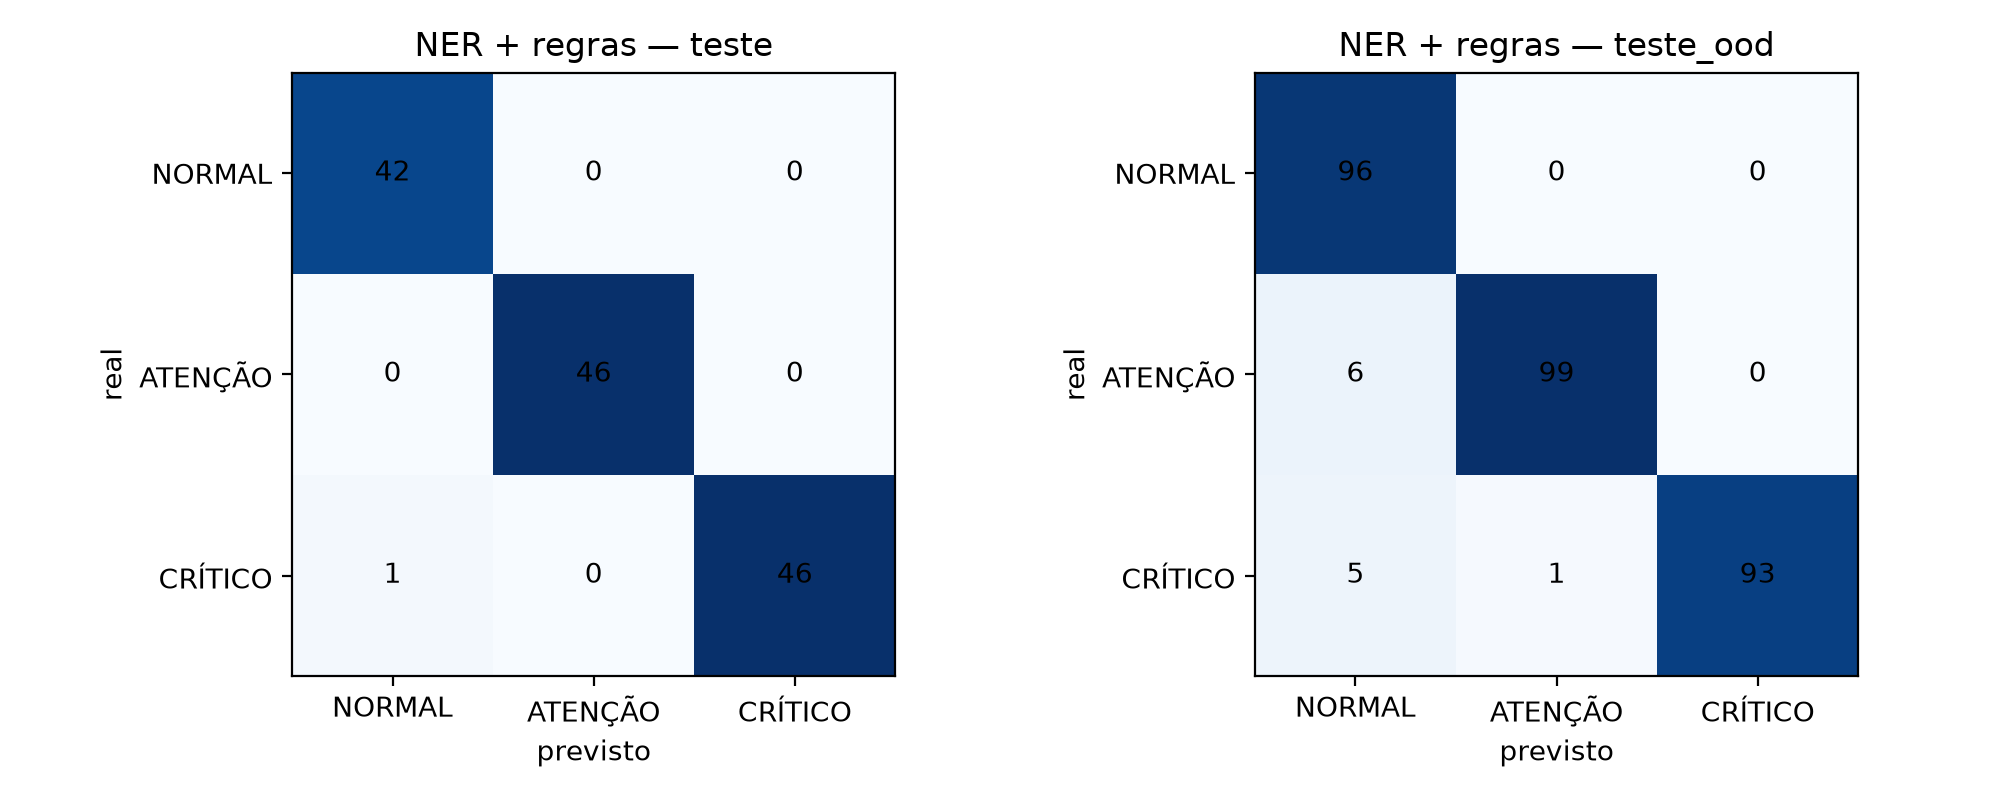 NER + regras — teste
real
NORMAL 42 0 0
ATENÇÃO 0 46 0
CRÍTICO 1 0 46
NORMAL ATENÇÃO CRÍTICO
previsto
NER + regras — teste_ood
real
NORMAL 96 0 0
ATENÇÃO 6 99 0
CRÍTICO 5 1 93
NORMAL ATENÇÃO CRÍTICO
previsto